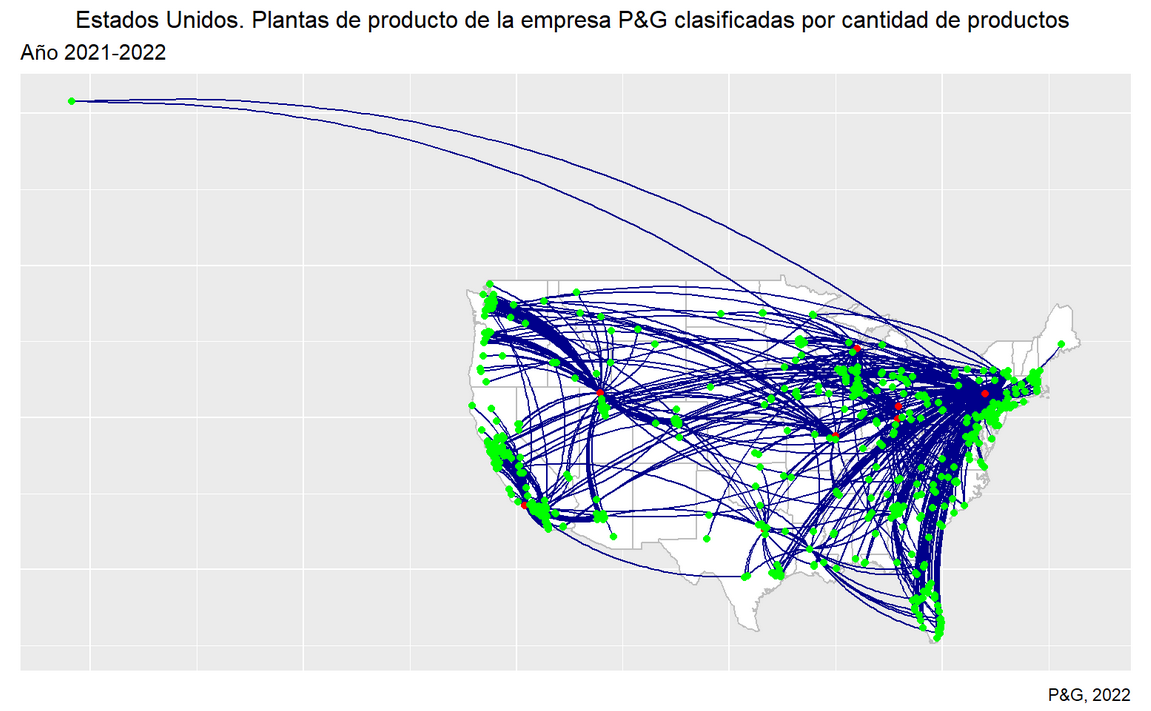 Estados Unidos. Plantas de producto de la empresa P&G clasificadas por cantidad de productos
Año 2021-2022
P&G, 2022